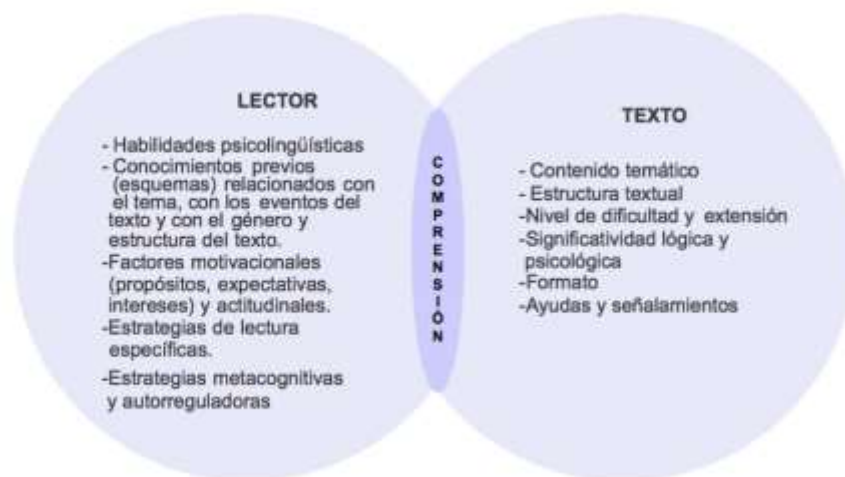 LECTOR
- Habilidades psicolingüísticas
- Conocimientos previos
(esquemas) relacionados con
el tema, con los eventos del
texto y con el género y
estructura del texto.
-Factores motivacionales
(propósitos, expectativas,
intereses) y actitudinales.
-Estrategias de lectura
específicas.
-Estrategias metacognitivas
y autorreguladoras
COMPRENSIÓN
TEXTO
- Contenido temático
- Estructura textual
-Nivel de dificultad y extensión
-Significatividad lógica y
psicológica
-Formato
-Ayudas y señalamientos